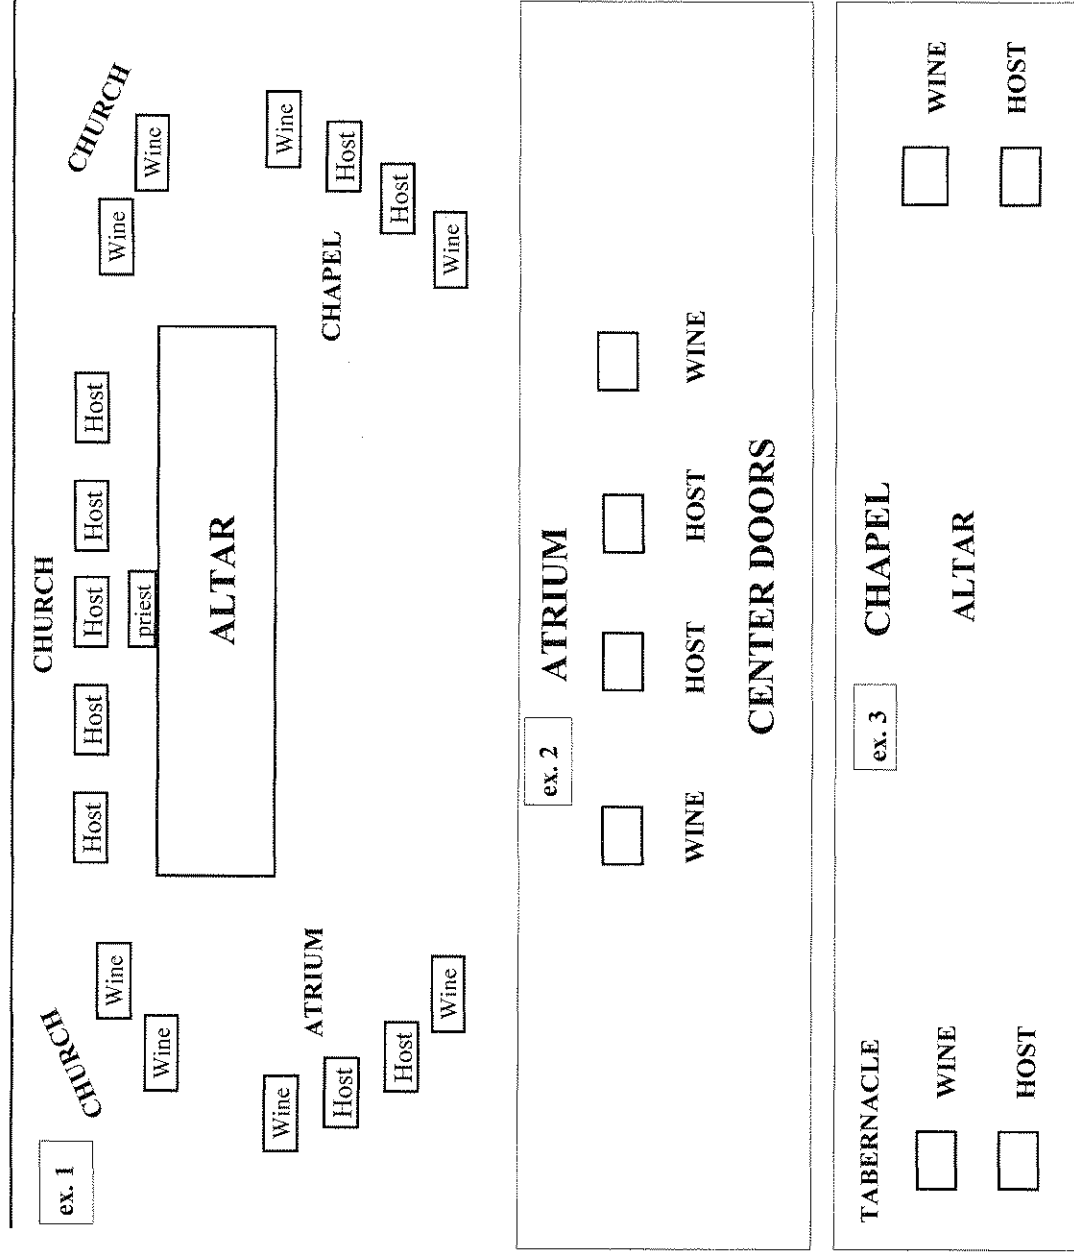 ex. 1
CHURCH
CHURCH
CHURCH
Host
Host
Host
Host
Host
Wine
Wine
priest
Wine
Wine
ALTAR
Wine
Wine
ATRIUM
CHAPEL
Host
Host
Host
Host
Wine
Wine
ex. 2
ATRIUM
WINE
HOST
HOST
WINE
CENTER DOORS
ex. 3
CHAPEL
TABERNACLE
ALTAR
WINE
WINE
HOST
HOST